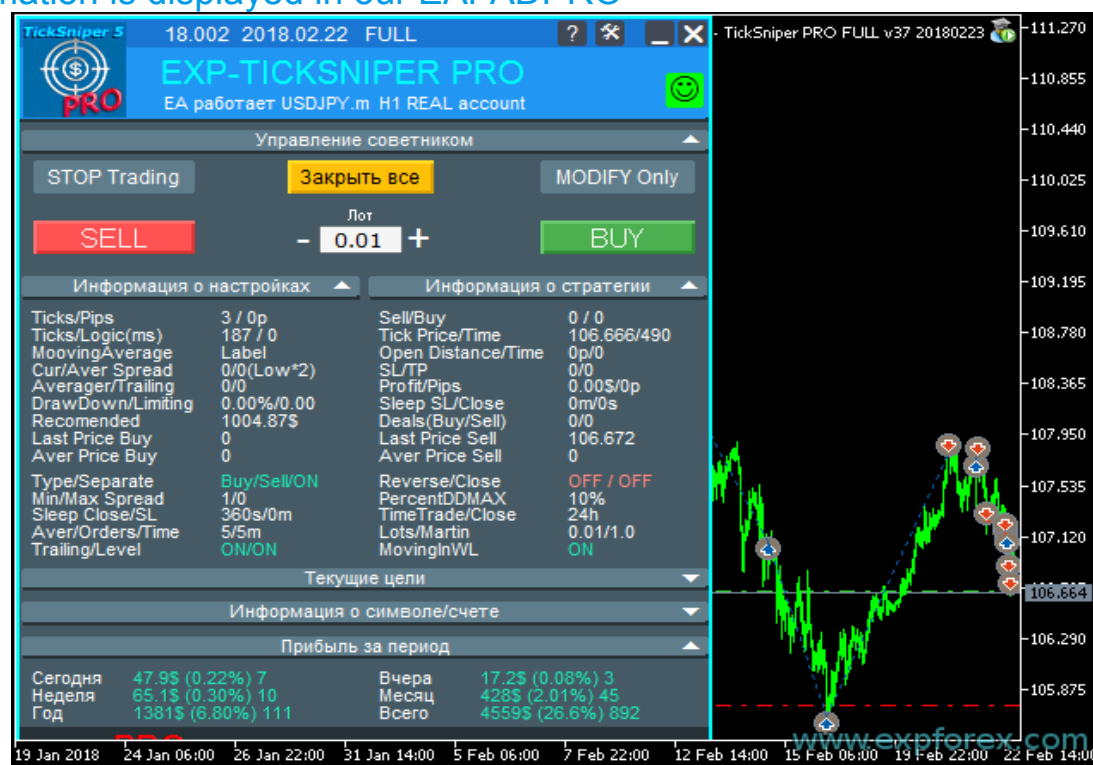 nation is displayed in our EAPADPRO
TickSniper 5 18.002 2018.02.22 FULL ?
- TickSniper PRO FULL v37 20180223
EXP-TICKSNIPER PRO
PRO
EA работает USDJPY.m H1 REAL account
Управление советником
STOP Trading Закрыть все MODIFY Only
Лот
SELL - 0.01 + BUY
Информация о настройках Информация о стратегии
Ticks/Pips 3 / 0p Sell/Buy 0 / 0
Ticks/Logic(ms) 187 / 0 Tick Price/Time 106.666/490
MoovingAverage Label Open Distance/Time 0p/0
Cur/Aver Spread 0/0(Low*2) SL/TP 0/0
Averager/Trailing 0/0 Profit/Pips 0.00$/0p
DrawDown/Limiting 0.00%/0.00 Sleep SL/Close 0m/0s
Recomended 1004.87$ Deals(Buy/Sell) 0/0
Last Price Buy 0 Last Price Sell 106.672
Aver Price Buy 0 Aver Price Sell 0
Type/Separate Buy/Sell/ON Reverse/Close OFF / OFF
Min/Max Spread 1/0 PercentDDMAX 10%
Sleep Close/SL 360s/0m TimeTrade/Close 24h
Aver/Orders/Time 5/5m Lots/Martin 0.01/1.0
Trailing/Level ON/ON MovingInWL ON
Текущие цели
Информация о символе/счете
Прибыль за период
Сегодня 47.9$ (0.22%) 7 Вчера 17.2$ (0.08%) 3
Неделя 65.1$ (0.30%) 10 Месяц 428$ (2.01%) 45
Год 1381$ (6.80%) 111 Всего 4559$ (26.6%) 892
PRO
111.270
110.855
110.440
110.025
109.610
109.195
108.780
108.365
107.950
107.535
107.120
106.664
106.290
105.875
www.expforex.com
19 Jan 2018 24 Jan 06:00 26 Jan 22:00 31 Jan 14:00 5 Feb 06:00 7 Feb 22:00 12 Feb 14:00 15 Feb 06:00 19 Feb 22:00 22 Feb 14:00